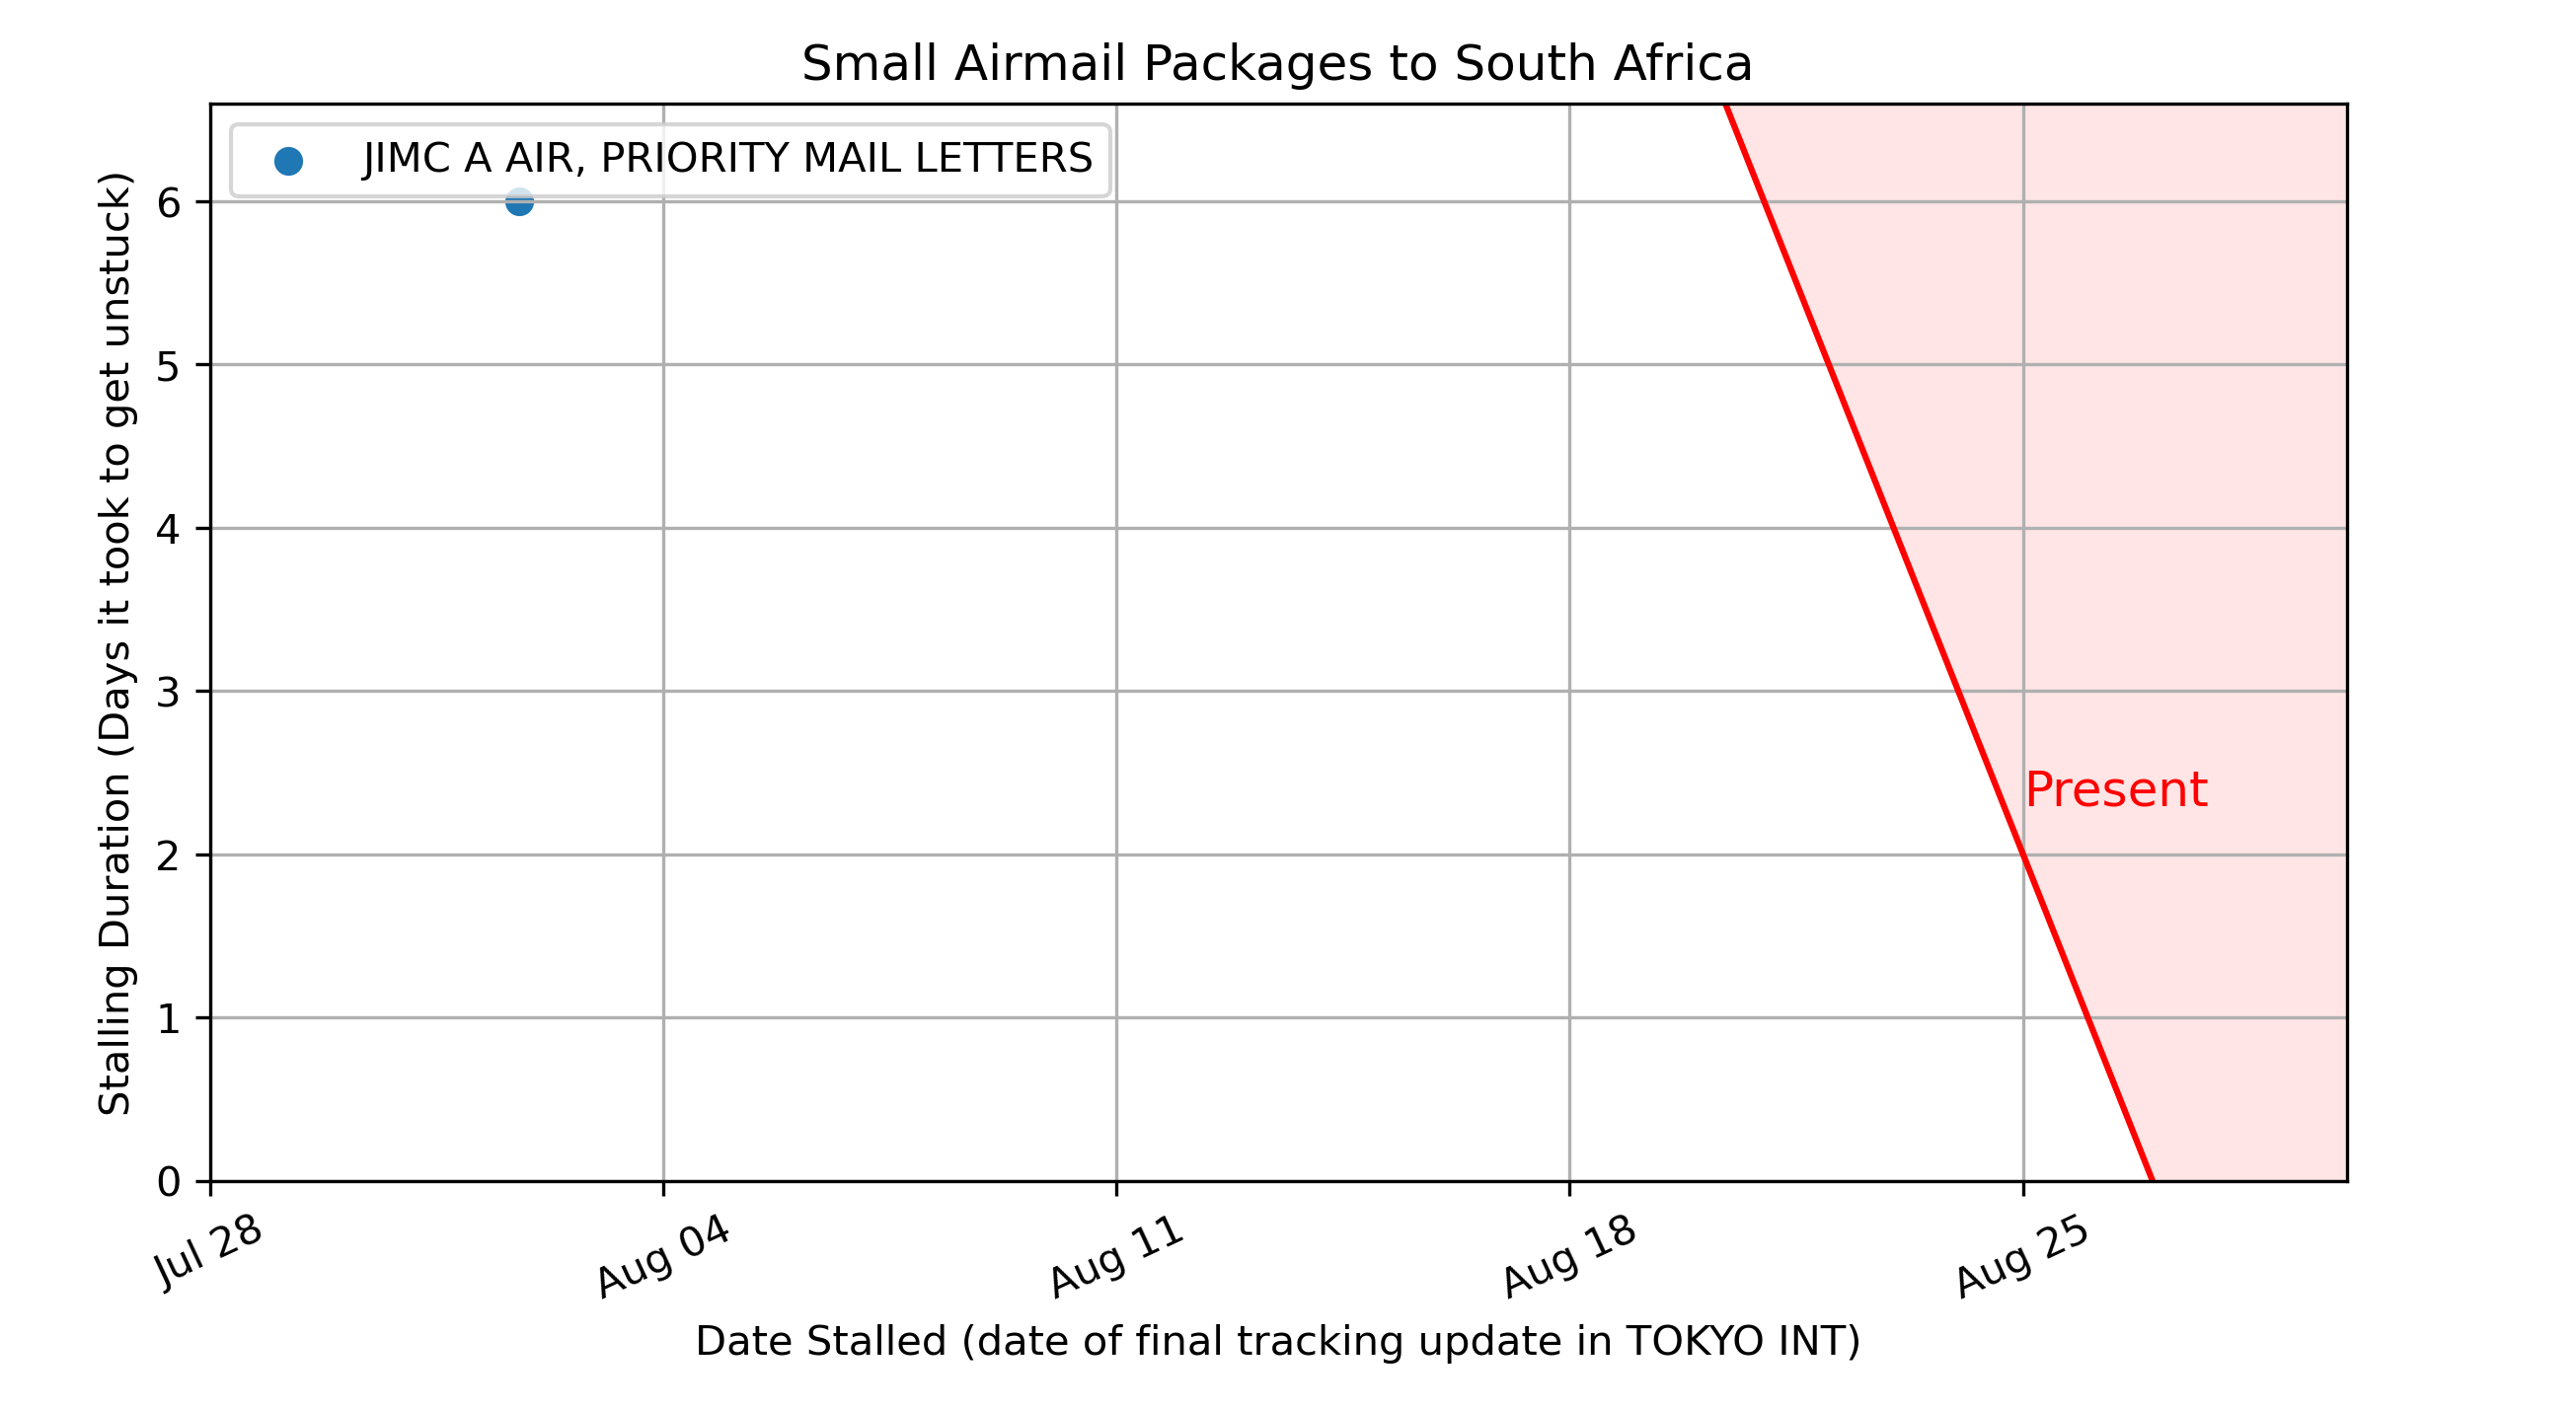 Small Airmail Packages to South Africa
JIMC A AIR, PRIORITY MAIL LETTERS
Stalling Duration (Days it took to get unstuck)
6
5
4
3
2
1
0
Present
Jul 28
Aug 04
Aug 11
Aug 18
Aug 25
Date Stalled (date of final tracking update in TOKYO INT)